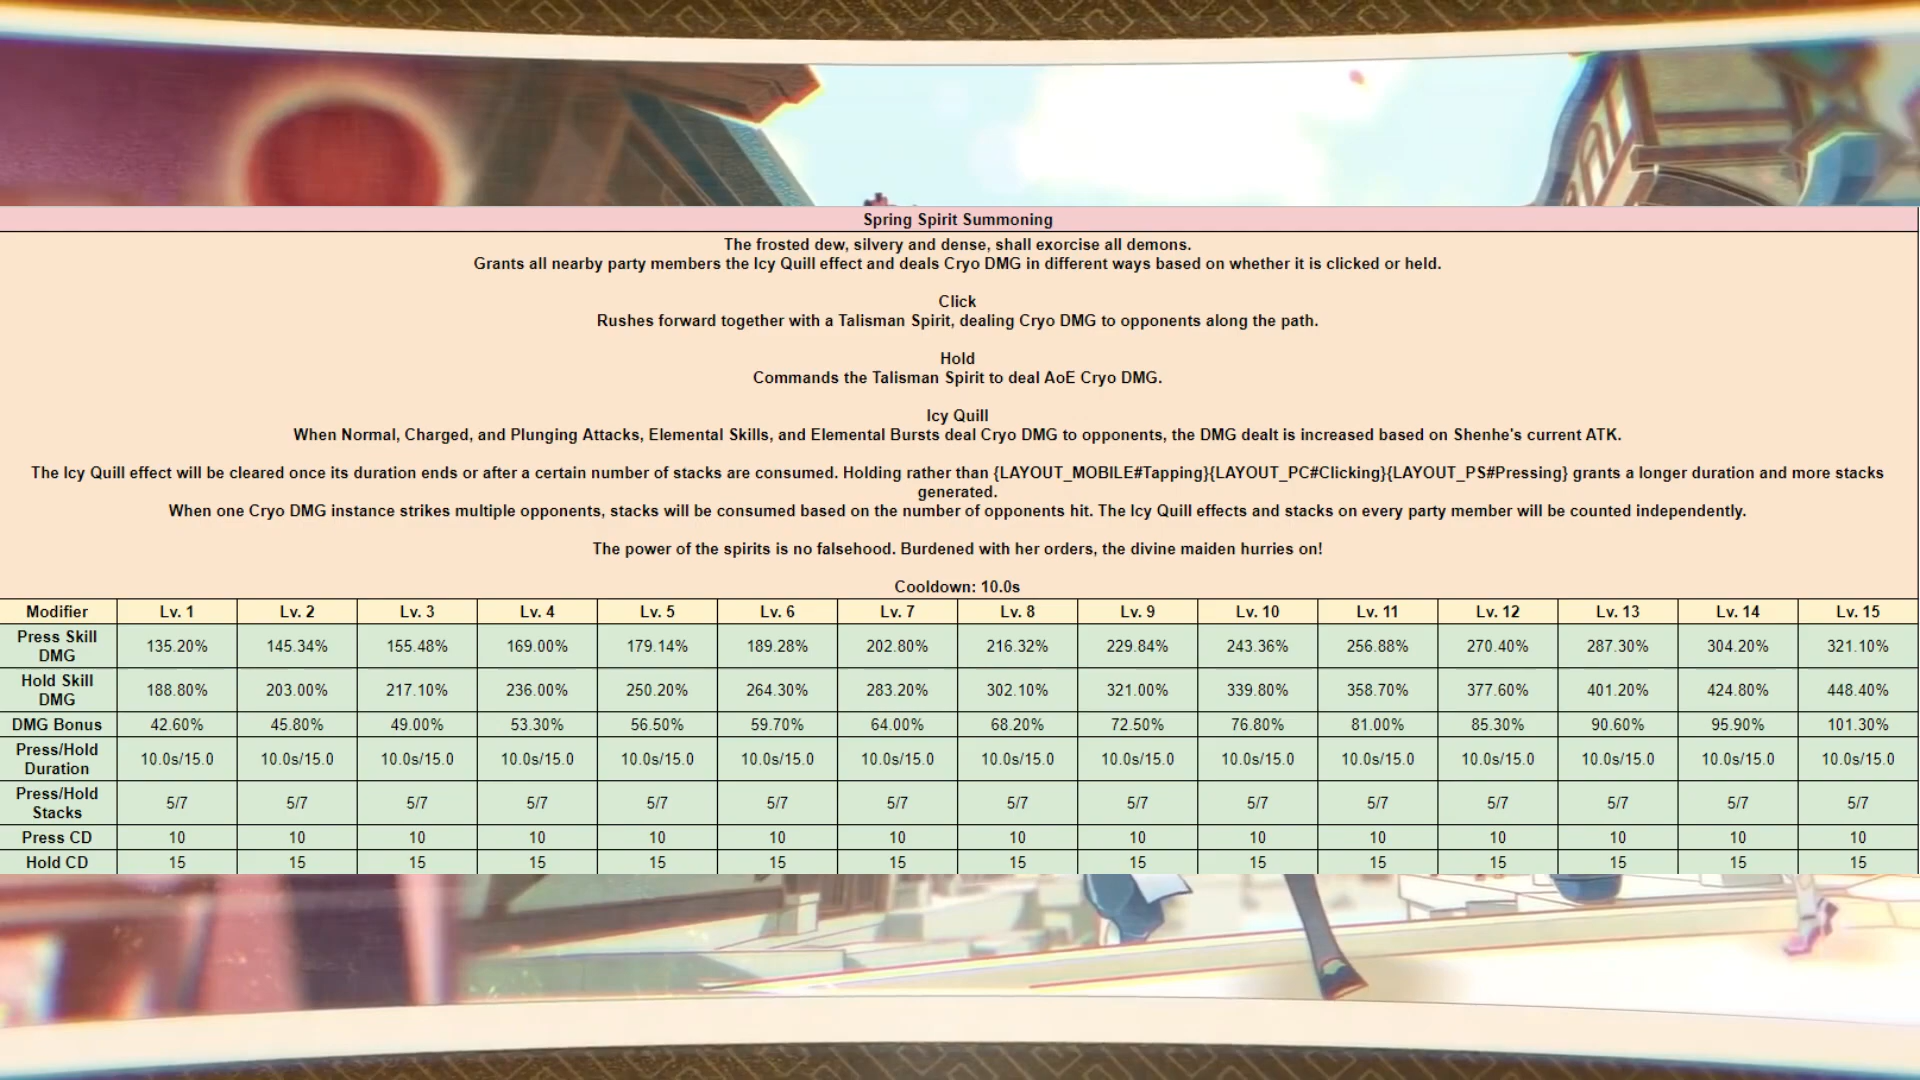 Spring Spirit Summoning
The frosted dew, silvery and dense, shall exorcise all demons.
Grants all nearby party members the Icy Quill effect and deals Cryo DMG in different ways based on whether it is clicked or held.
Click
Rushes forward together with a Talisman Spirit, dealing Cryo DMG to opponents along the path.
Hold
Commands the Talisman Spirit to deal AoE Cryo DMG.
Icy Quill
When Normal, Charged, and Plunging Attacks, Elemental Skills, and Elemental Bursts deal Cryo DMG to opponents, the DMG dealt is increased based on Shenhe's current ATK.
The Icy Quill effect will be cleared once its duration ends or after a certain number of stacks are consumed. Holding rather than {LAYOUT_MOBILE#Tapping}{LAYOUT_PC#Clicking}{LAYOUT_PS#Pressing} grants a longer duration and more stacks
generated.
When one Cryo DMG instance strikes multiple opponents, stacks will be consumed based on the number of opponents hit. The Icy Quill effects and stacks on every party member will be counted independently.
The power of the spirits is no falsehood. Burdened with her orders, the divine maiden hurries on!
Cooldown: 10.0s
Modifier Lv. 1 Lv. 2 Lv. 3 Lv. 4 Lv. 5 Lv. 6 Lv. 7 Lv. 8 Lv. 9 Lv. 10 Lv. 11 Lv. 12 Lv. 13 Lv. 14 Lv. 15
Press Skill
DMG 135.20% 145.34% 155.48% 169.00% 179.14% 189.28% 202.80% 216.32% 229.84% 243.36% 256.88% 270.40% 287.30% 304.20% 321.10%
Hold Skill
DMG 188.80% 203.00% 217.10% 236.00% 250.20% 264.30% 283.20% 302.10% 321.00% 339.80% 358.70% 377.60% 401.20% 424.80% 448.40%
DMG Bonus 42.60% 45.80% 49.00% 53.30% 56.50% 59.70% 64.00% 68.20% 72.50% 76.80% 81.00% 85.30% 90.60% 95.90% 101.30%
Press/Hold
Duration 10.0s/15.0 10.0s/15.0 10.0s/15.0 10.0s/15.0 10.0s/15.0 10.0s/15.0 10.0s/15.0 10.0s/15.0 10.0s/15.0 10.0s/15.0 10.0s/15.0 10.0s/15.0 10.0s/15.0 10.0s/15.0 10.0s/15.0
Press/Hold
Stacks 5/7 5/7 5/7 5/7 5/7 5/7 5/7 5/7 5/7 5/7 5/7 5/7 5/7 5/7 5/7
Press CD 10 10 10 10 10 10 10 10 10 10 10 10 10 10 10
Hold CD 15 15 15 15 15 15 15 15 15 15 15 15 15 15 15